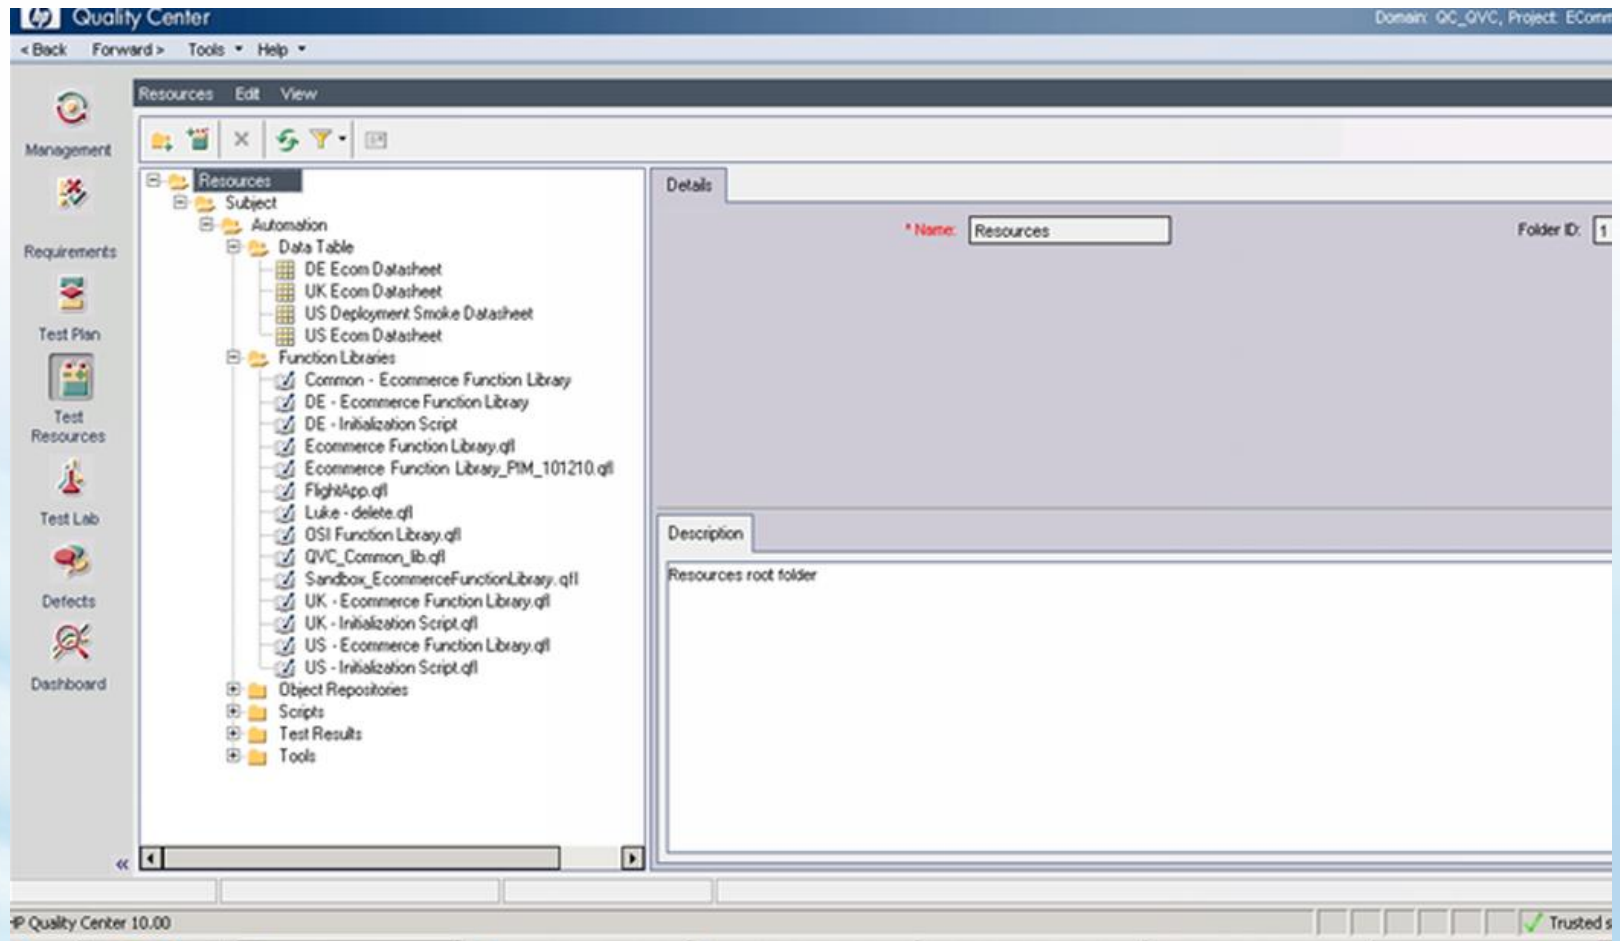 hp Quality Center
Domain: QC_QVC, Project: EComm
< Back Forward > Tools Help
Resources Edit View
Management
Requirements
Test Plan
Test
Resources
Test Lab
Defects
Dashboard
Resources
Subject
Automation
Data Table
DE Ecom Datasheet
UK Ecom Datasheet
US Deployment Smoke Datasheet
US Ecom Datasheet
Function Libraries
Common - Ecommerce Function Library
DE - Ecommerce Function Library
DE - Initialization Script
Ecommerce Function Library.qfl
Ecommerce Function Library_PIM_101210.qfl
FlightApp.qfl
Luke - delete.qfl
OSI Function Library.qfl
QVC_Common_lib.qfl
Sandbox_EcommerceFunctionLibrary.qfl
UK - Ecommerce Function Library.qfl
UK - Initialization Script.qfl
US - Ecommerce Function Library.qfl
US - Initialization Script.qfl
Object Repositories
Scripts
Test Results
Tools
Details
* Name: Resources Folder ID: 1
Description
Resources root folder
«
HP Quality Center 10.00
Trusted s